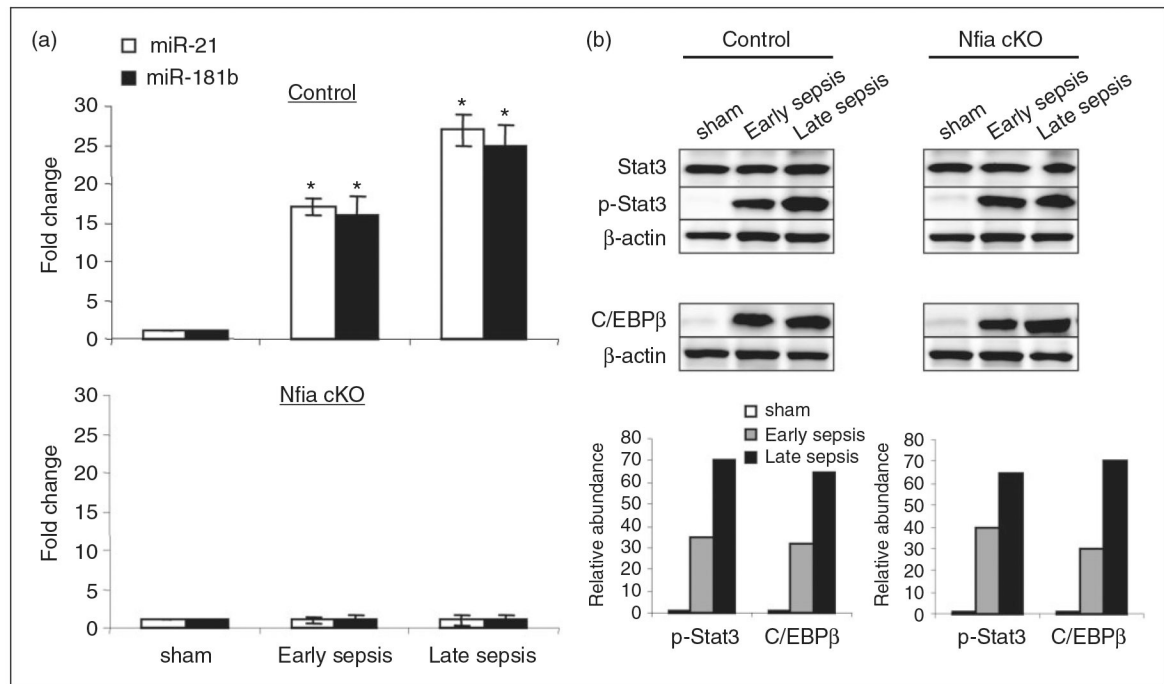 (a)
miR-21
miR-181b
Control
30
25
20
15
10
5
0
Fold change
* * * *
Nfia cKO
30
25
20
15
10
5
0
Fold change
sham Early sepsis Late sepsis
(b)
Control Nfia cKO
sham Early sepsis Late sepsis sham Early sepsis Late sepsis
Stat3
p-Stat3
β-actin
C/EBPβ
β-actin
sham
Early sepsis
Late sepsis
80
70
60
50
40
30
20
10
0
Relative abundance
p-Stat3 C/EBPβ
80
70
60
50
40
30
20
10
0
Relative abundance
p-Stat3 C/EBPβ